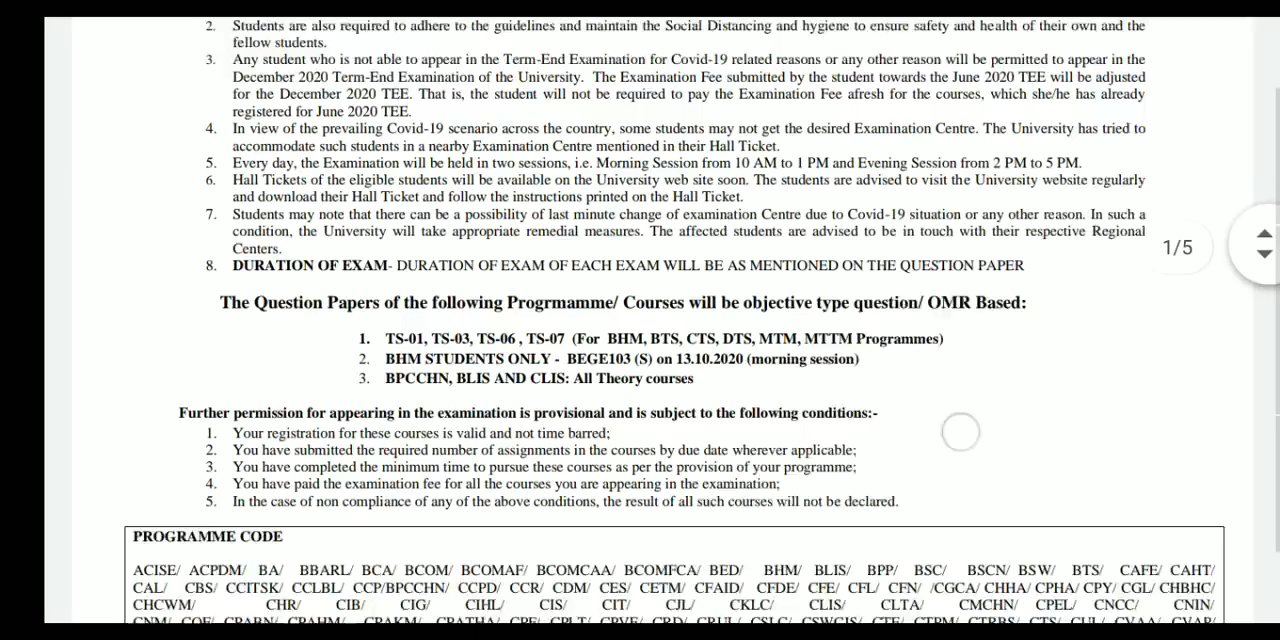 2. Students are also required to adhere to the guidelines and maintain the Social Distancing and hygiene to ensure safety and health of their own and the
fellow students.
3. Any student who is not able to appear in the Term-End Examination for Covid-19 related reasons or any other reason will be permitted to appear in the
December 2020 Term-End Examination of the University. The Examination Fee submitted by the student towards the June 2020 TEE will be adjusted
for the December 2020 TEE. That is, the student will not be required to pay the Examination Fee afresh for the courses, which she/he has already
registered for June 2020 TEE.
4. In view of the prevailing Covid-19 scenario across the country, some students may not get the desired Examination Centre. The University has tried to
accommodate such students in a nearby Examination Centre mentioned in their Hall Ticket.
5. Every day, the Examination will be held in two sessions, i.e. Morning Session from 10 AM to 1 PM and Evening Session from 2 PM to 5 PM.
6. Hall Tickets of the eligible students will be available on the University web site soon. The students are advised to visit the University website regularly
and download their Hall Ticket and follow the instructions printed on the Hall Ticket.
7. Students may note that there can be a possibility of last minute change of examination Centre due to Covid-19 situation or any other reason. In such a
condition, the University will take appropriate remedial measures. The affected students are advised to be in touch with their respective Regional
Centers.
1/5
8. DURATION OF EXAM- DURATION OF EXAM OF EACH EXAM WILL BE AS MENTIONED ON THE QUESTION PAPER
The Question Papers of the following Progrmamme/ Courses will be objective type question/ OMR Based:
1. TS-01, TS-03, TS-06 , TS-07 (For BHM, BTS, CTS, DTS, MTM, MTTM Programmes)
2. BHM STUDENTS ONLY - BEGE103 (S) on 13.10.2020 (morning session)
3. BPCCHN, BLIS AND CLIS: All Theory courses
Further permission for appearing in the examination is provisional and is subject to the following conditions:-
1. Your registration for these courses is valid and not time barred;
2. You have submitted the required number of assignments in the courses by due date wherever applicable;
3. You have completed the minimum time to pursue these courses as per the provision of your programme;
4. You have paid the examination fee for all the courses you are appearing in the examination;
5. In the case of non compliance of any of the above conditions, the result of all such courses will not be declared.
PROGRAMME CODE
ACISE/ ACPDM/ BA/ BBARL/ BCA/ BCOM/ BCOMAF/ BCOMCAA/ BCOMFCA/ BED/ BHM/ BLIS/ BPP/ BSC/ BSCN/ BSW/ BTS/ CAFE/ CAHT/
CAL/ CBS/ CCITSK/ CCLBL/ CCP/BPCCHN/ CCPD/ CCR/ CDM/ CES/ CETM/ CFAID/ CFDE/ CFE/ CFL/ CFN/ /CGCA/ CHHA/ CPHA/ CPY/ CGL/ CHBHC/
CHCWM/ CHR/ CIB/ CIG/ CIHL/ CIS/ CIT/ CJL/ CKLC/ CLIS/ CLTA/ CMCHN/ CPEL/ CNCC/ CNIN/